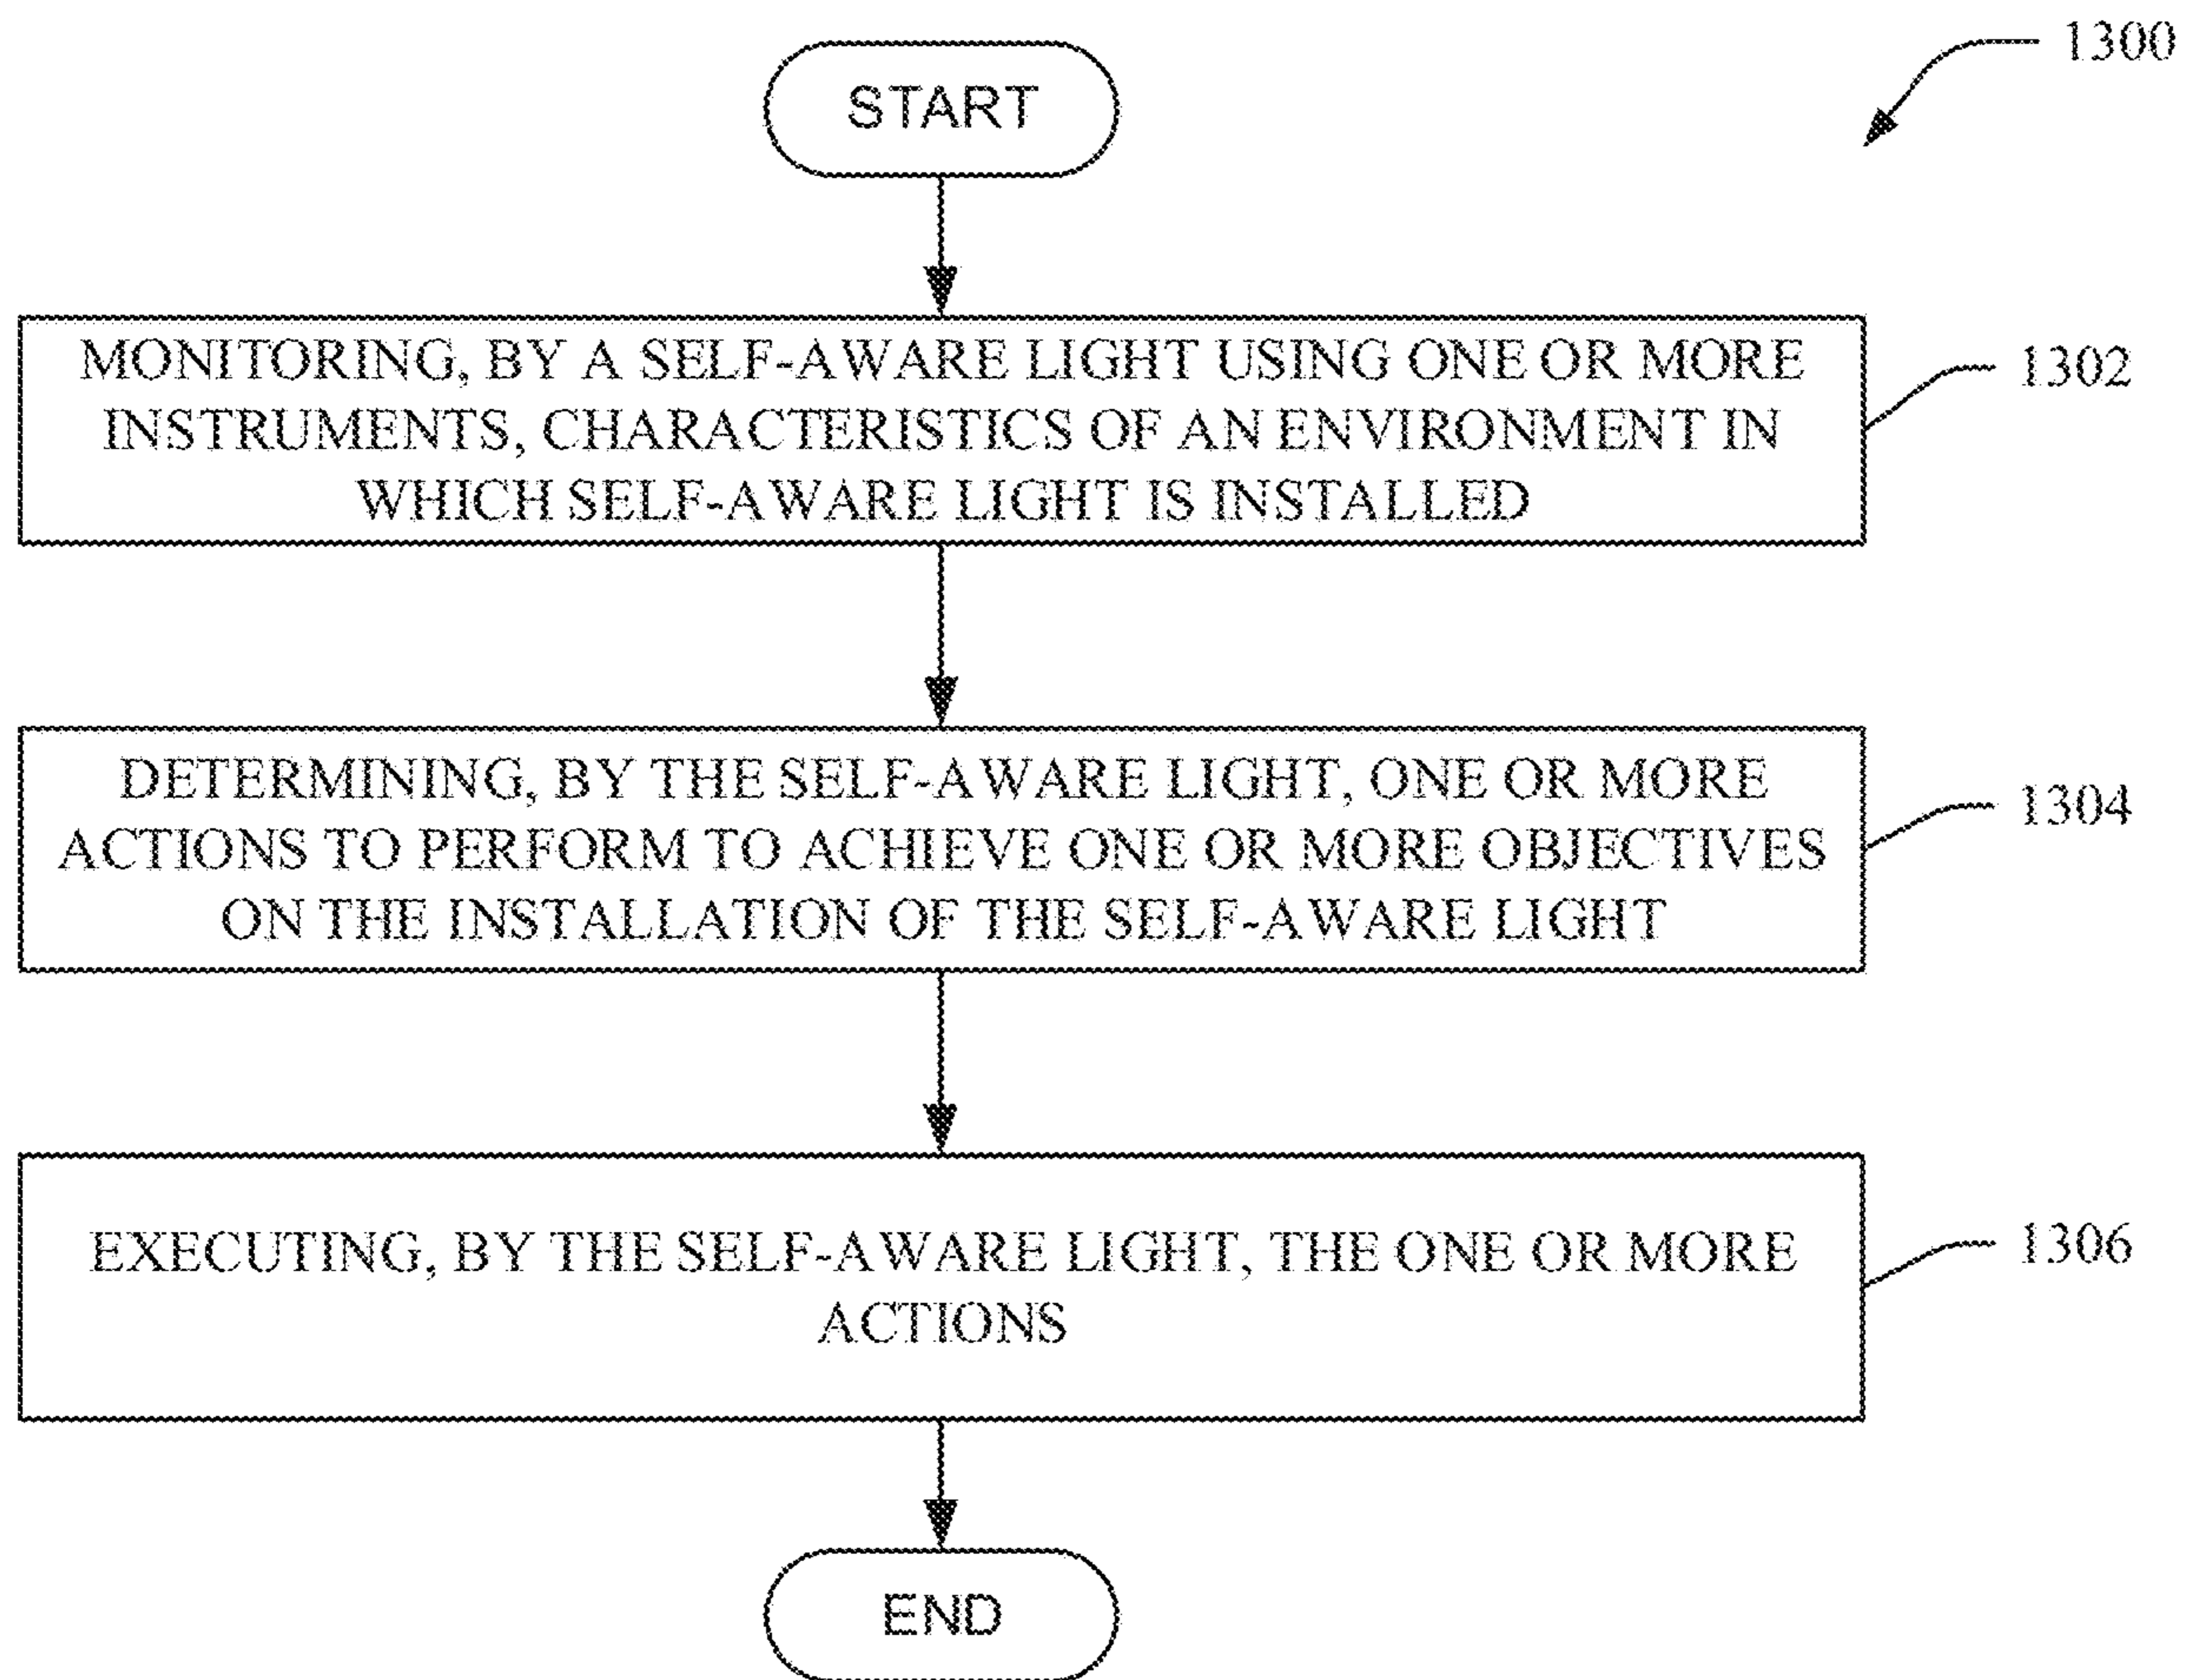 1300
START
MONITORING, BY A SELF-AWARE LIGHT USING ONE OR MORE
INSTRUMENTS, CHARACTERISTICS OF AN ENVIRONMENT IN
WHICH SELF-AWARE LIGHT IS INSTALLED
1302
DETERMINING, BY THE SELF-AWARE LIGHT, ONE OR MORE
ACTIONS TO PERFORM TO ACHIEVE ONE OR MORE OBJECTIVES
ON THE INSTALLATION OF THE SELF-AWARE LIGHT
1304
EXECUTING, BY THE SELF-AWARE LIGHT, THE ONE OR MORE
ACTIONS
1306
END